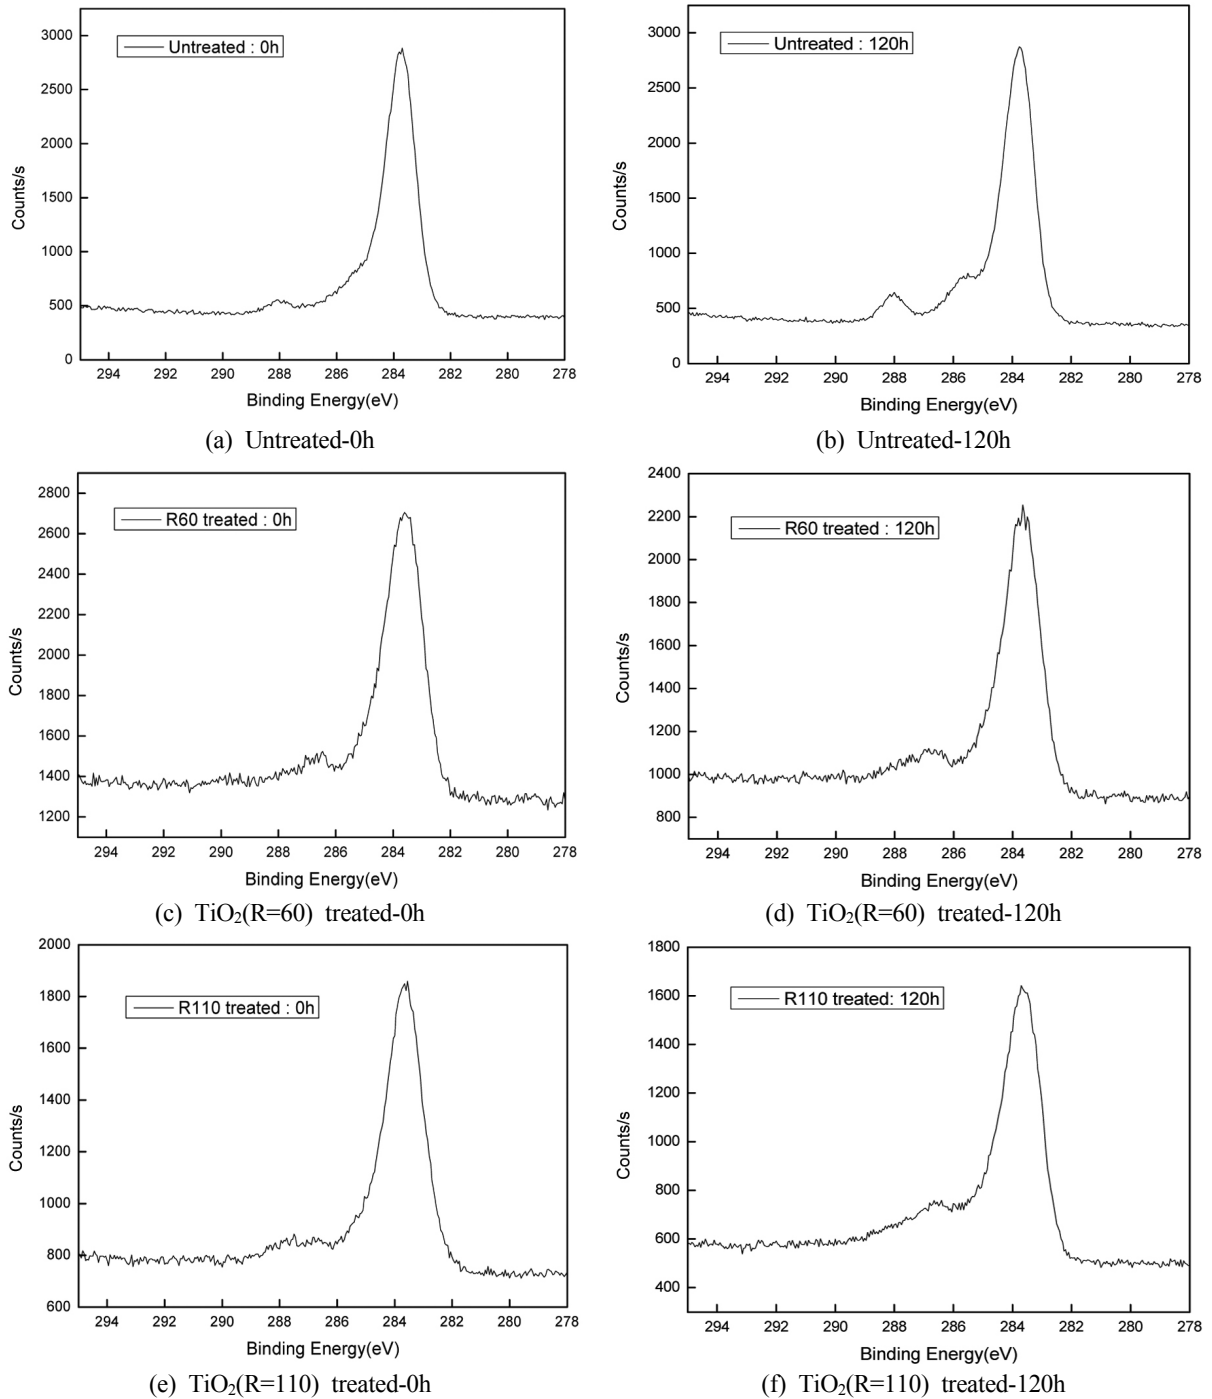 3000
2500
2000
1500
1000
500
0
Counts/s
Untreated : 0h
294 292 290 288 286 284 282 280 278
Binding Energy(eV)
(a) Untreated-0h
3000
2500
2000
1500
1000
500
0
Counts/s
Untreated : 120h
294 292 290 288 286 284 282 280 278
Binding Energy(eV)
(b) Untreated-120h
2800
2600
2400
2200
2000
1800
1600
1400
1200
Counts/s
R60 treated : 0h
294 292 290 288 286 284 282 280 278
Binding Energy(eV)
(c) TiO₂(R=60) treated-0h
2400
2200
2000
1800
1600
1400
1200
1000
800
Counts/s
R60 treated : 120h
294 292 290 288 286 284 282 280 278
Binding Energy(eV)
(d) TiO₂(R=60) treated-120h
2000
1800
1600
1400
1200
1000
800
600
Counts/s
R110 treated : 0h
294 292 290 288 286 284 282 280 278
Binding Energy(eV)
(e) TiO₂(R=110) treated-0h
1800
1600
1400
1200
1000
800
600
400
Counts/s
R110 treated: 120h
294 292 290 288 286 284 282 280 278
Binding Energy(eV)
(f) TiO₂(R=110) treated-120h